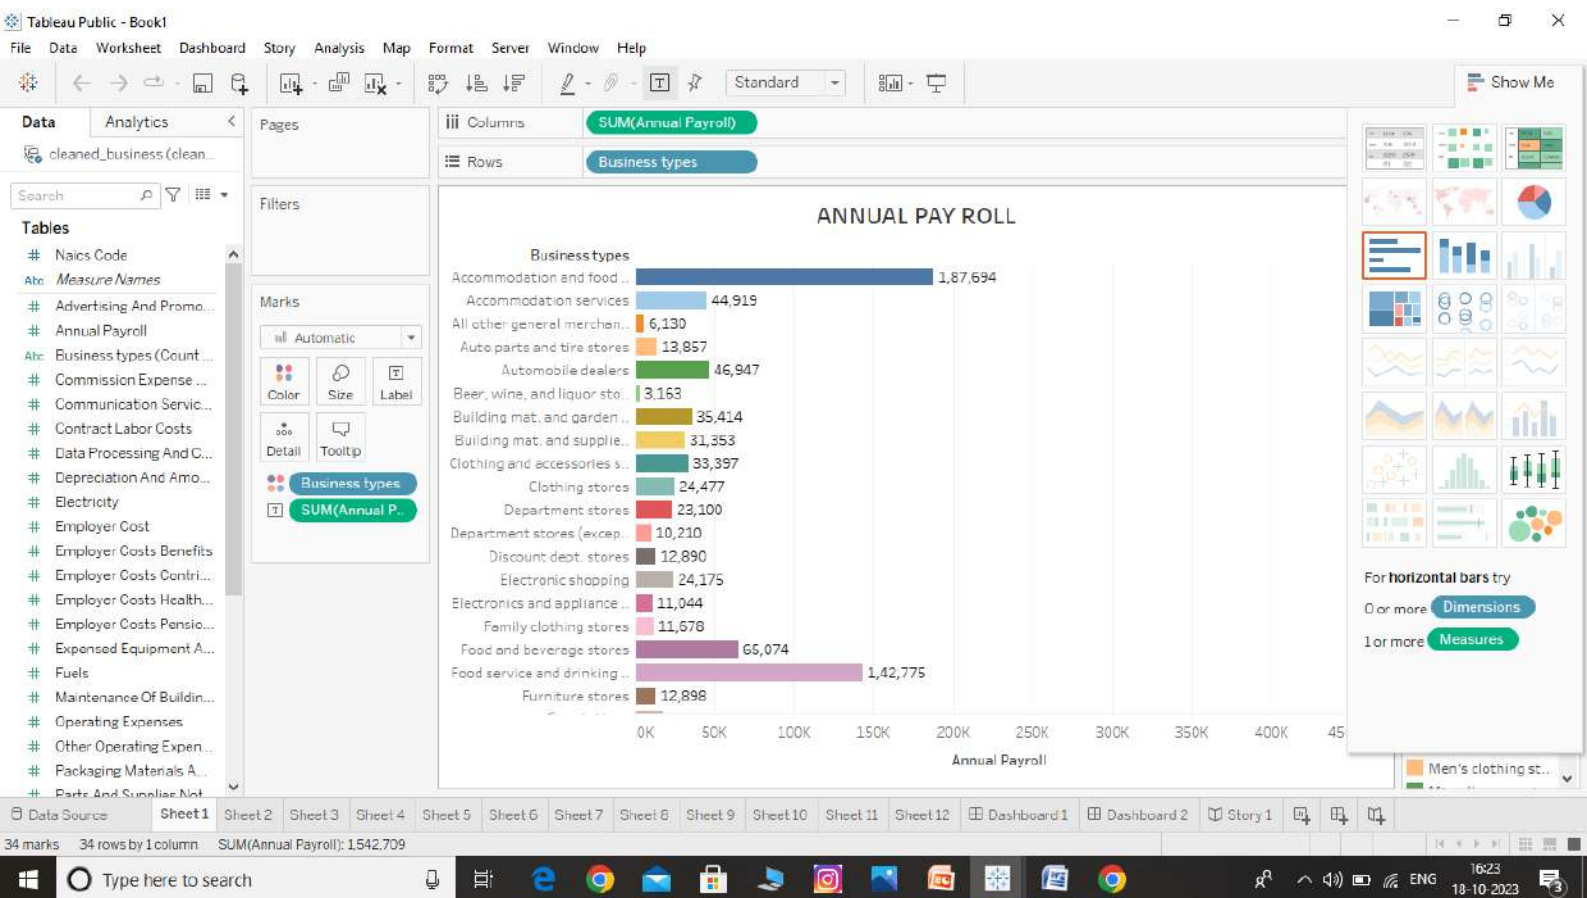 Tableau Public - Book1
File Data Worksheet Dashboard Story Analysis Map Format Server Window Help
Standard
Show Me
Data Analytics
cleaned_business (clean...
Search
Tables
# Naics Code
Abc Measure Names
# Advertising And Promo...
# Annual Payroll
Abc Business types (Count ...
# Commission Expense ...
# Communication Servic...
# Contract Labor Costs
# Data Processing And C...
# Depreciation And Amo...
# Electricity
# Employer Cost
# Employer Costs Benefits
# Employer Costs Contri...
# Employer Costs Health...
# Employer Costs Pensio...
# Expensed Equipment A...
# Fuels
# Maintenance Of Buildin...
# Operating Expenses
# Other Operating Expen...
# Packaging Materials A...
# Parts And Supplies Not
Pages
Filters
Marks
Automatic
Color Size Label
Detail Tooltip
Business types
SUM(Annual P..
Columns SUM(Annual Payroll)
Rows Business types
ANNUAL PAY ROLL
Business types
Accommodation and food .. 1,87,694
Accommodation services 44,919
All other general merchan.. 6,130
Auto parts and tire stores 13,857
Automobile dealers 46,947
Beer, wine, and liquor sto.. 3,163
Building mat. and garden .. 35,414
Building mat. and supplie.. 31,353
Clothing and accessories s.. 33,397
Clothing stores 24,477
Department stores 23,100
Department stores (excep.. 10,210
Discount dept. stores 12,890
Electronic shopping 24,175
Electronics and appliance .. 11,044
Family clothing stores 11,678
Food and beverage stores 65,074
Food service and drinking .. 1,42,775
Furniture stores 12,898
0K 50K 100K 150K 200K 250K 300K 350K 400K 45
Annual Payroll
For horizontal bars try
0 or more Dimensions
1 or more Measures
Men's clothing st...
Data Source Sheet 1 Sheet 2 Sheet 3 Sheet 4 Sheet 5 Sheet 6 Sheet 7 Sheet 8 Sheet 9 Sheet 10 Sheet 11 Sheet 12 Dashboard 1 Dashboard 2 Story 1
34 marks 34 rows by 1 column SUM(Annual Payroll): 1,542,709
Type here to search
ENG
16:23
18-10-2023
3